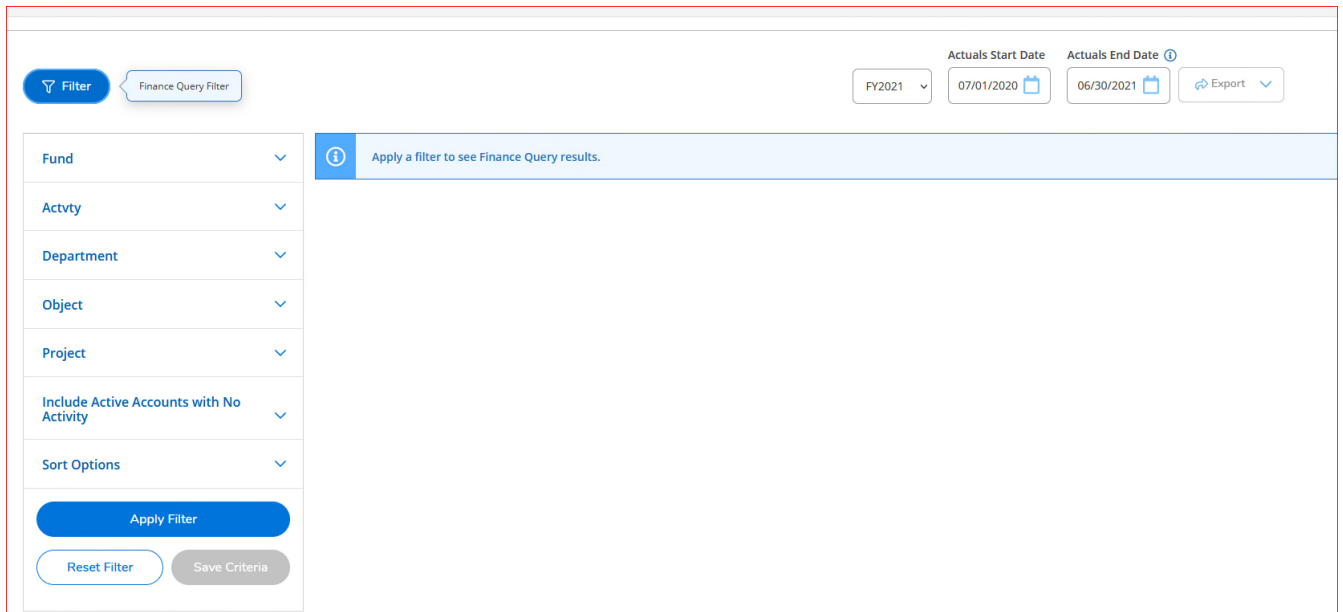 Actuals Start Date
Actuals End Date
Filter
Finance Query Filter
FY2021
07/01/2020
06/30/2021
Export
Fund
Apply a filter to see Finance Query results.
Actvty
Department
Object
Project
Include Active Accounts with No
Activity
Sort Options
Apply Filter
Reset Filter
Save Criteria